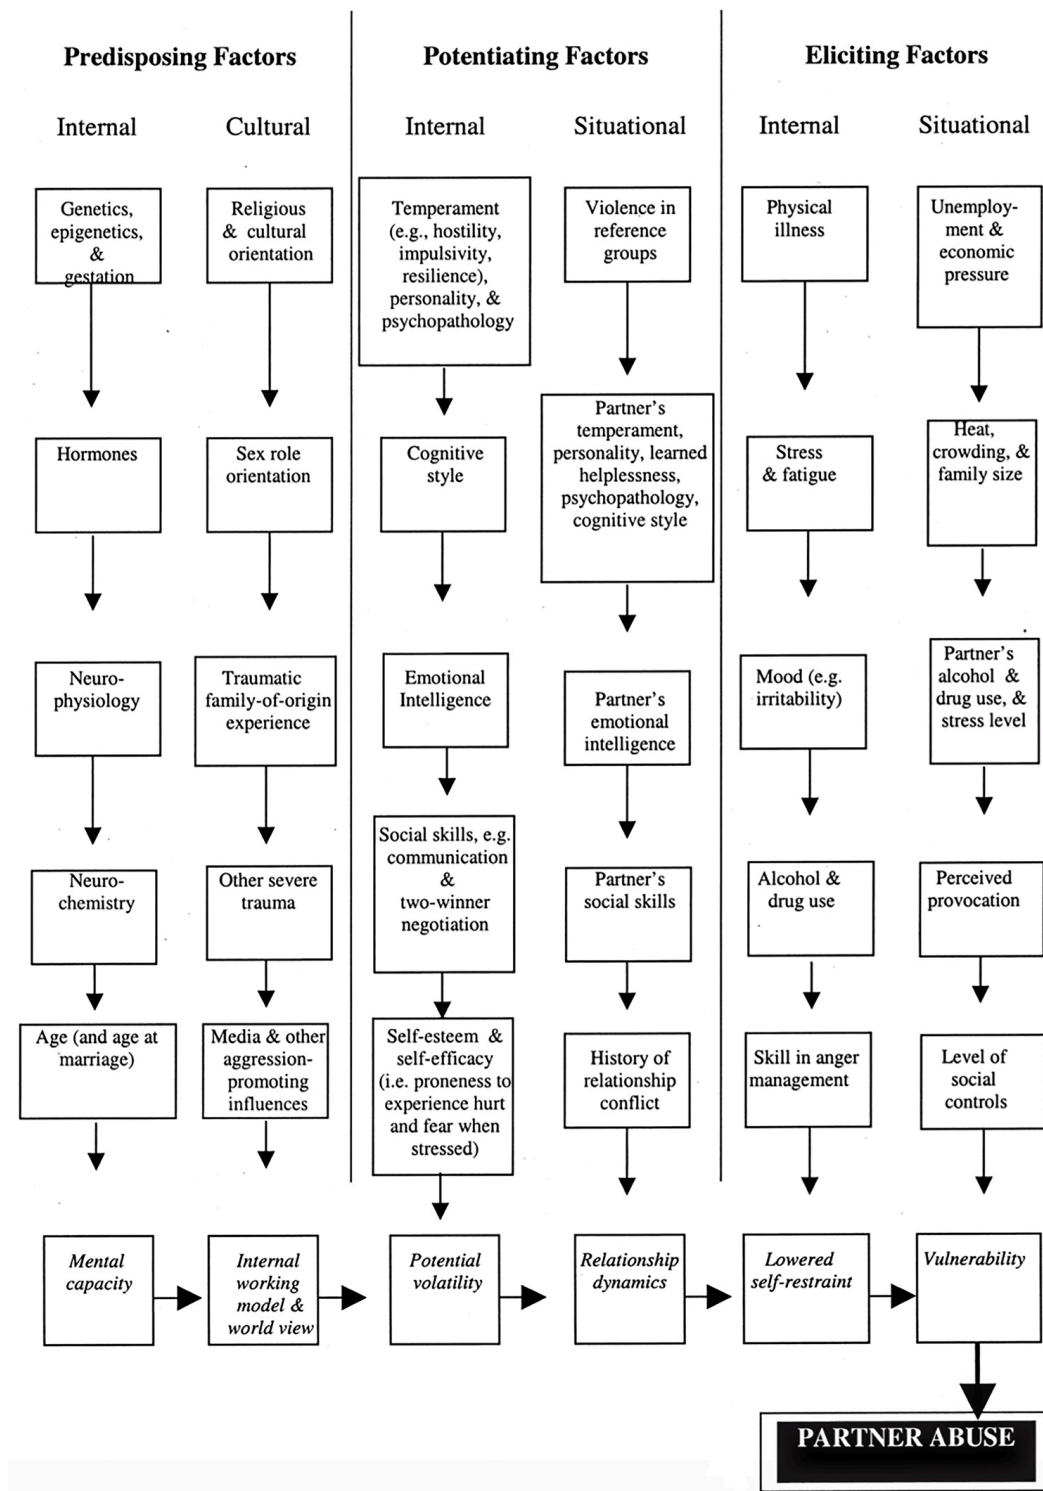 Predisposing Factors
Potentiating Factors
Eliciting Factors
Internal
Cultural
Internal
Situational
Internal
Situational
Genetics,
epigenetics,
&
gestation
Religious
& cultural
orientation
Temperament
(e.g., hostility,
impulsivity,
resilience),
personality, &
psychopathology
Violence in
reference
groups
Physical
illness
Unemploy-
ment &
economic
pressure
Hormones
Sex role
orientation
Cognitive
style
Partner's
temperament,
personality, learned
helplessness,
psychopathology,
cognitive style
Stress
& fatigue
Heat,
crowding, &
family size
Neuro-
physiology
Traumatic
family-of-origin
experience
Emotional
Intelligence
Partner's
emotional
intelligence
Mood (e.g.
irritability)
Partner's
alcohol &
drug use, &
stress level
Neuro-
chemistry
Other severe
trauma
Social skills, e.g.
communication
&
two-winner
negotiation
Partner's
social skills
Alcohol &
drug use
Perceived
provocation
Age (and age at
marriage)
Media & other
aggression-
promoting
influences
Self-esteem &
self-efficacy
(i.e. proneness to
experience hurt
and fear when
stressed)
History of
relationship
conflict
Skill in anger
management
Level of
social
controls
Mental
capacity
Internal
working
model &
world view
Potential
volatility
Relationship
dynamics
Lowered
self-restraint
Vulnerability
PARTNER ABUSE